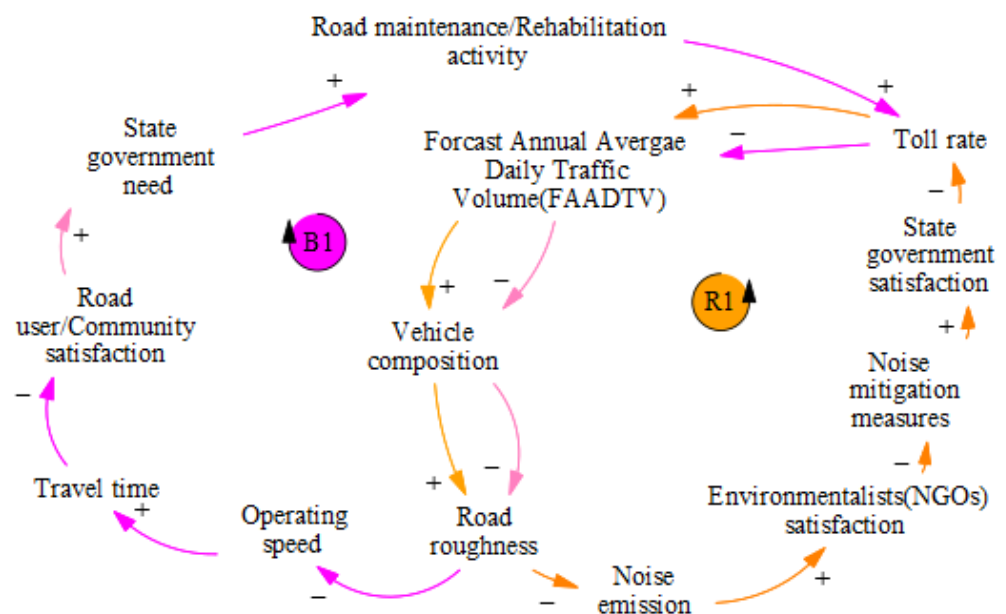 Road maintenance/Rehabilitation
activity
+
+
+
State
government
need
Forcast Annual Avergae
Daily Traffic
Volume(FAADTV)
–
Toll rate
–
B1
+
State
government
satisfaction
+
–
R1
Road
user/Community
satisfaction
Vehicle
composition
+
Noise
mitigation
measures
–
–
–
+
Travel time
+
Operating
speed
Road
roughness
Environmentalists(NGOs)
satisfaction
–
–
Noise
emission
+